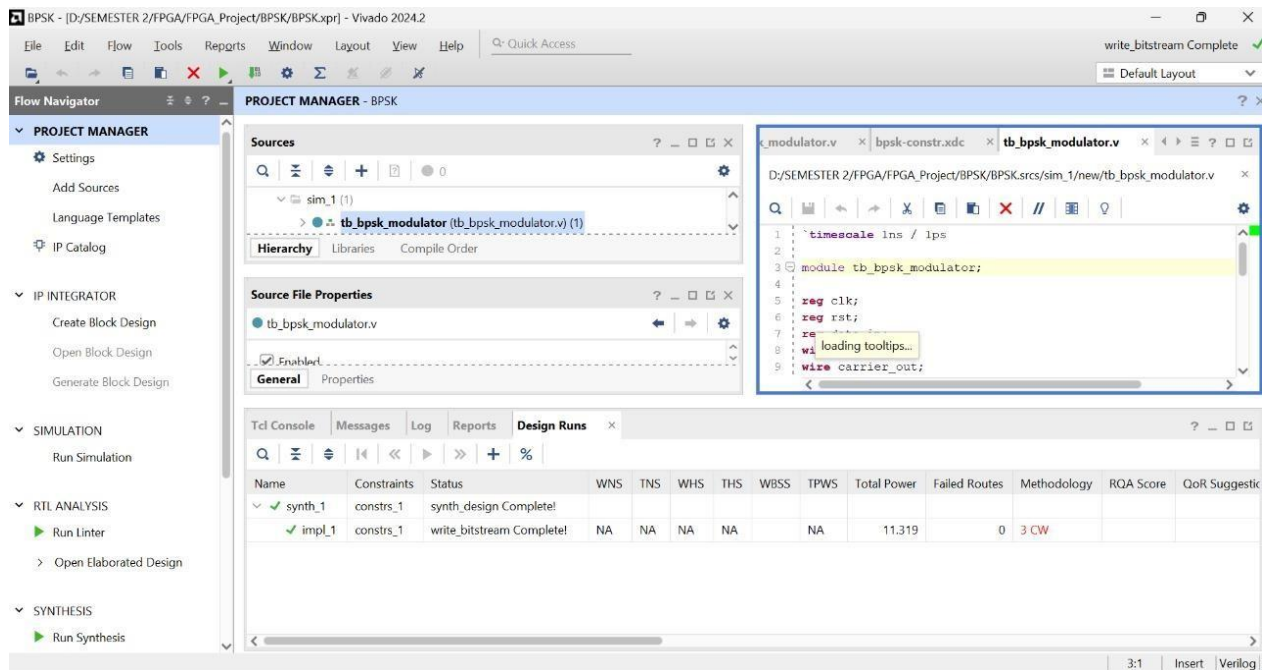 BPSK - [D:/SEMESTER 2/FPGA/FPGA_Project/BPSK/BPSK.xpr] - Vivado 2024.2
File Edit Flow Tools Reports Window Layout View Help Quick Access write_bitstream Complete
Default Layout
Flow Navigator
PROJECT MANAGER - BPSK
PROJECT MANAGER
Settings
Add Sources
Language Templates
IP Catalog
IP INTEGRATOR
Create Block Design
Open Block Design
Generate Block Design
SIMULATION
Run Simulation
RTL ANALYSIS
Run Linter
Open Elaborated Design
SYNTHESIS
Run Synthesis
Sources
0
sim_1 (1)
tb_bpsk_modulator (tb_bpsk_modulator.v) (1)
Hierarchy Libraries Compile Order
Source File Properties
tb_bpsk_modulator.v
Enabled
General Properties
_modulator.v bpsk-constr.xdc tb_bpsk_modulator.v
D:/SEMESTER 2/FPGA/FPGA_Project/BPSK/BPSK.srcs/sim_1/new/tb_bpsk_modulator.v
1 `timescale 1ns / 1ps
2
3 module tb_bpsk_modulator;
4
5 reg clk;
6 reg rst;
7
8
loading tooltips...
9 wire carrier_out;
Tcl Console Messages Log Reports Design Runs
Name Constraints Status WNS TNS WHS THS WBSS TPWS Total Power Failed Routes Methodology RQA Score QoR Suggestic
synth_1 constrs_1 synth_design Complete!
impl_1 constrs_1 write_bitstream Complete! NA NA NA NA NA 11.319 0 3 CW
3:1 Insert Verilog